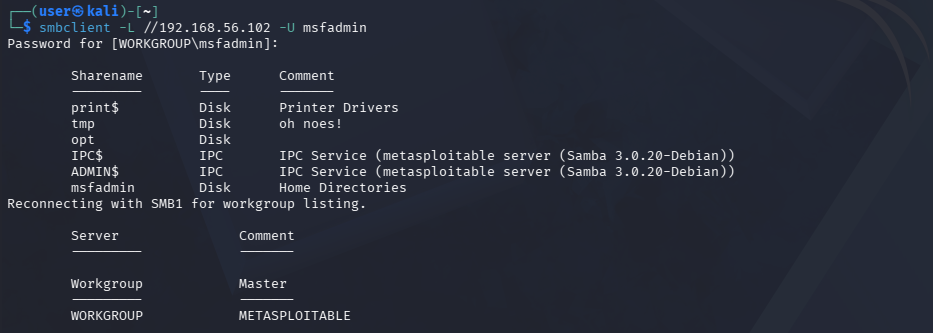 ┌──(user㉿kali)-[~]
└─$ smbclient -L //192.168.56.102 -U msfadmin
Password for [WORKGROUP\msfadmin]:
Sharename Type Comment
--------- ---- -------
print$ Disk Printer Drivers
tmp Disk oh noes!
opt Disk
IPC$ IPC IPC Service (metasploitable server (Samba 3.0.20-Debian))
ADMIN$ IPC IPC Service (metasploitable server (Samba 3.0.20-Debian))
msfadmin Disk Home Directories
Reconnecting with SMB1 for workgroup listing.
Server Comment
--------- -------
Workgroup Master
--------- -------
WORKGROUP METASPLOITABLE